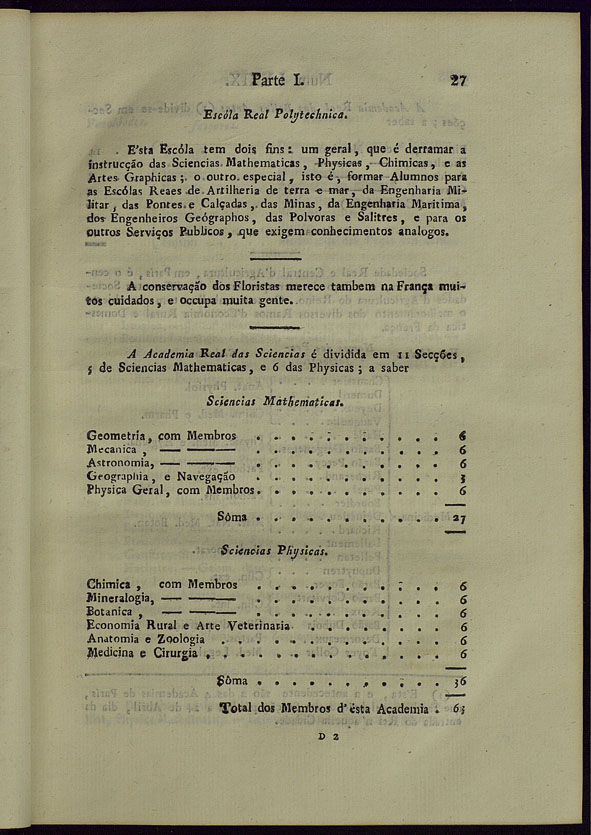 Parte I. 27
Escóla Real Polytechnica.
E'sta Escóla tem dois fins: um geral, que é derramar a
instrucção das Sciencias Mathematicas, Physicas, Chimicas, e as
Artes Graphicas; o outro especial, isto é, formar Alumnos para
as Escólas Reaes de Artilheria de terra e mar, da Engenharia Mi-
litar, das Pontes e Calçadas, das Minas, da Engenharia Maritima,
dos Engenheiros Geógraphos, das Polvoras e Salitres, e para os
outros Serviços Publicos, que exigem conhecimentos analogos.
A conservação dos Floristas merece tambem na França mui-
tos cuidados, e occupa muita gente.
A Academia Real das Sciencias é dividida em 11 Secções,
5 de Sciencias Mathematicas, e 6 das Physicas; a saber
Sciencias Mathematicas.
Geometria, com Membros . . . . . . . . . . . 6
Mecanica, — ——— . . . . . . . . . . . 6
Astronomia, — ——— . . . . . . . . . . . 6
Geographia, e Navegação . . . . . . . . . . . 3
Physica Geral, com Membros . . . . . . . . . . . 6
Sôma . . . . . . . . . . . 27
Sciencias Physicas.
Chimica, com Membros . . . . . . . . . . . 6
Mineralogia, — ——— . . . . . . . . . . . 6
Botanica, — ——— . . . . . . . . . . . 6
Economia Rural e Arte Veterinaria . . . . . . . . 6
Anatomia e Zoologia . . . . . . . . . . . . 6
Medicina e Cirurgia . . . . . . . . . . . . 6
Sôma . . . . . . . . . . . 36
Total dos Membros d'ésta Academia . 63
D 2